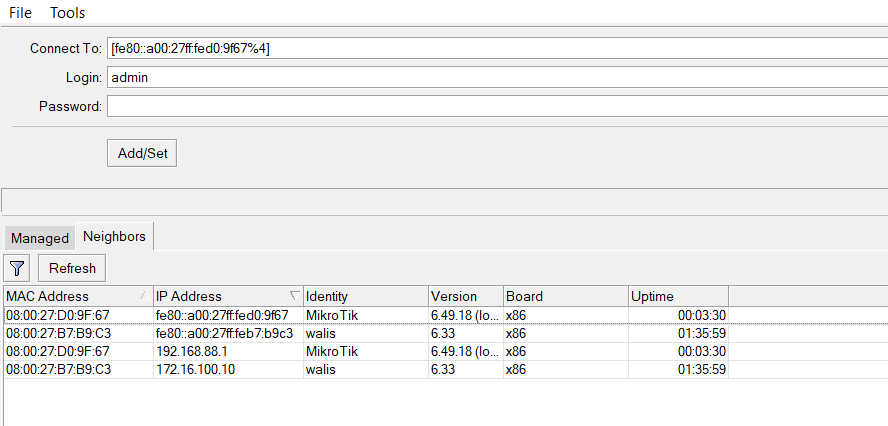 File Tools
Connect To: [fe80::a00:27ff:fed0:9f67%4]
Login: admin
Password:
Add/Set
Managed Neighbors
Refresh
MAC Address IP Address Identity Version Board Uptime
08:00:27:D0:9F:67 fe80::a00:27ff:fed0:9f67 MikroTik 6.49.18 (lo... x86 00:03:30
08:00:27:B7:B9:C3 fe80::a00:27ff:feb7:b9c3 walis 6.33 x86 01:35:59
08:00:27:D0:9F:67 192.168.88.1 MikroTik 6.49.18 (lo... x86 00:03:30
08:00:27:B7:B9:C3 172.16.100.10 walis 6.33 x86 01:35:59